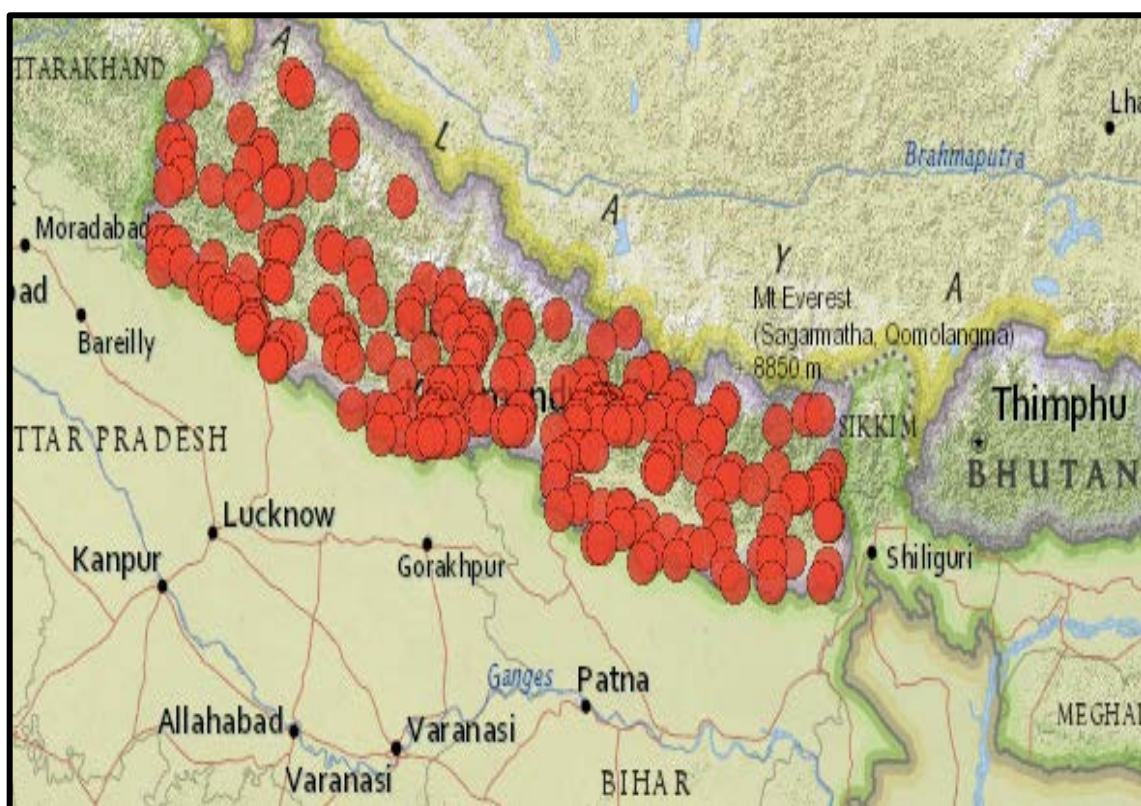 TTARAKHAND
A
L
A
Y
A
Lha
Brahmaputra
Moradabad
bad
Bareilly
Mt Everest
(Sagarmatha, Qomolangma)
8850 m
Thimphu
SIKKIM
BHUTAN
TTAR PRADESH
Lucknow
Kanpur
Gorakhpur
Shiliguri
Ganges
Patna
Allahabad
Varanasi
Varanasi
BIHAR
MEGHA